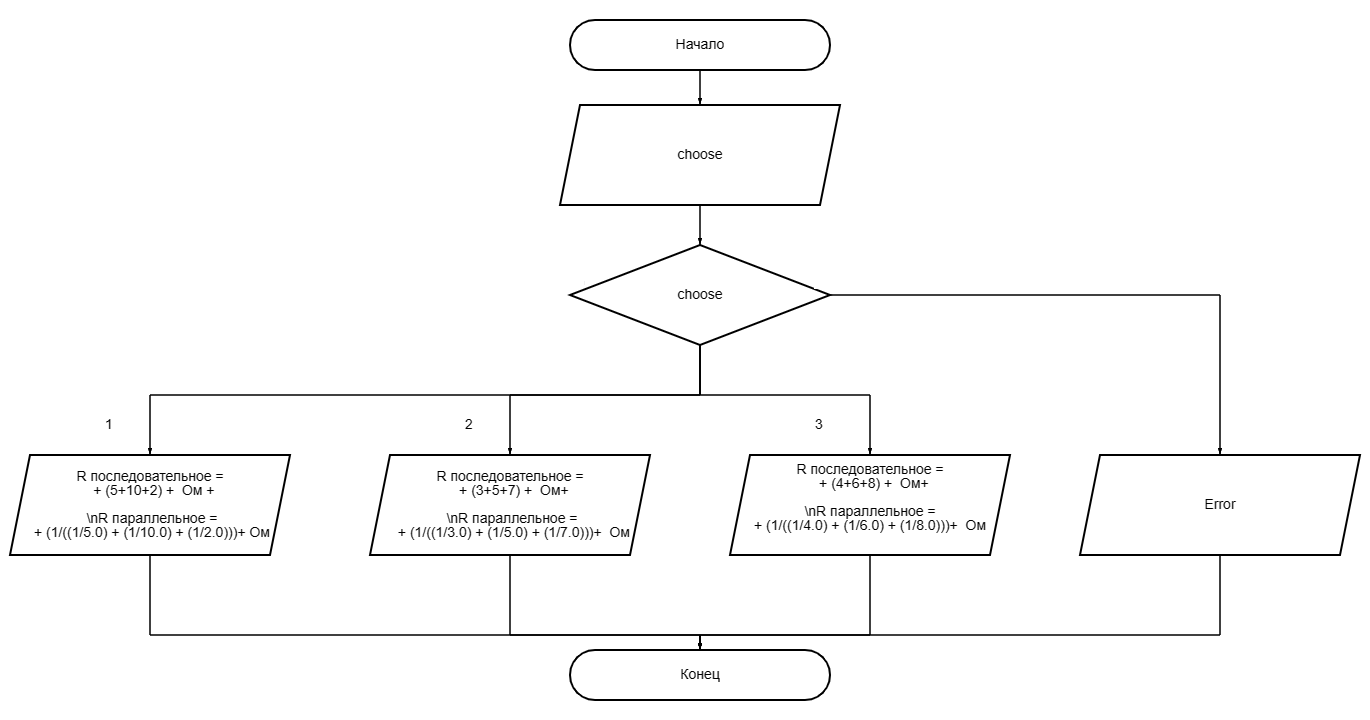 Начало
choose
choose
1
2
3
R последовательное =
+ (5+10+2) +  Ом +
\nR параллельное =
+ (1/((1/5.0) + (1/10.0) + (1/2.0)))+ Ом
R последовательное =
+ (3+5+7) +  Ом+
\nR параллельное =
+ (1/((1/3.0) + (1/5.0) + (1/7.0)))+  Ом
R последовательное =
+ (4+6+8) +  Ом+
\nR параллельное =
+ (1/((1/4.0) + (1/6.0) + (1/8.0)))+  Ом
Error
Конец